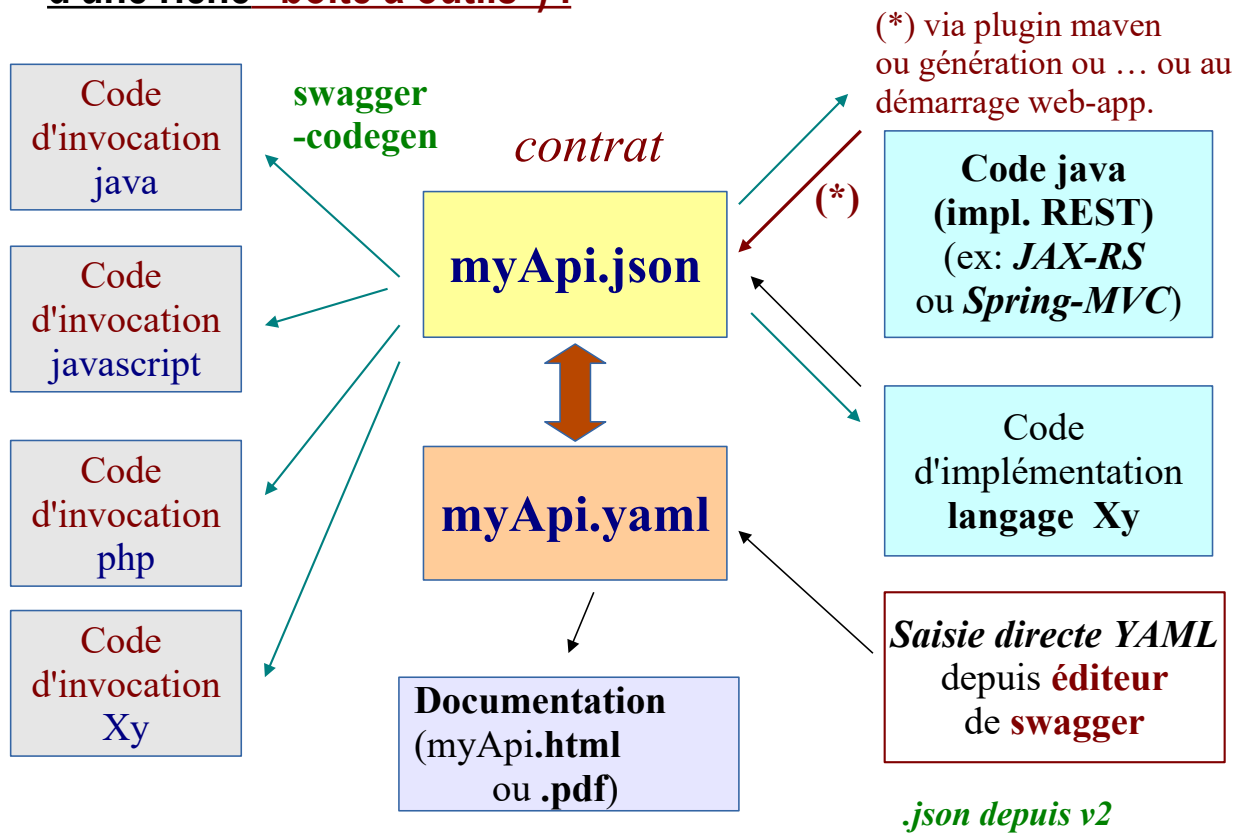 d'une riche
(*) via plugin maven
ou génération ou … ou au
démarrage web-app.
Code
d'invocation
java
swagger
-codegen
contrat
(*)
Code java
(impl. REST)
(ex: JAX-RS
ou Spring-MVC)
myApi.json
Code
d'invocation
javascript
Code
d'invocation
php
myApi.yaml
Code
d'implémentation
langage Xy
Code
d'invocation
Xy
Documentation
(myApi.html
ou .pdf)
Saisie directe YAML
depuis éditeur
de swagger
.json depuis v2